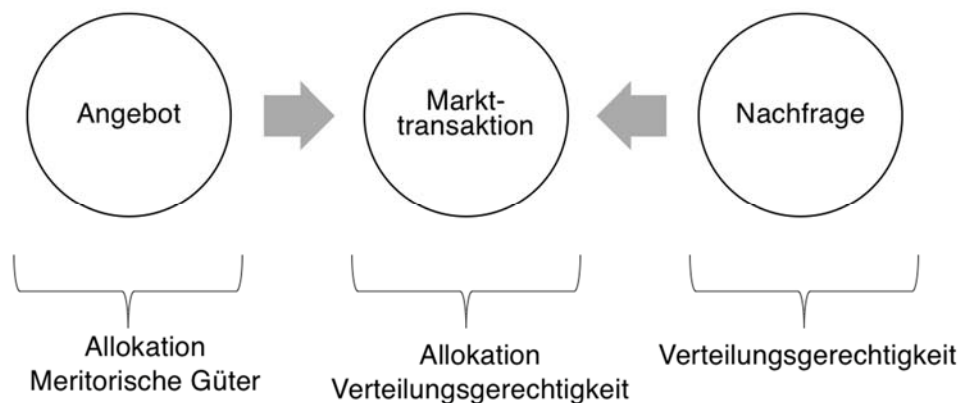 Angebot
Markt-
transaktion
Nachfrage
Allokation
Meritorische Güter
Allokation
Verteilungsgerechtigkeit
Verteilungsgerechtigkeit